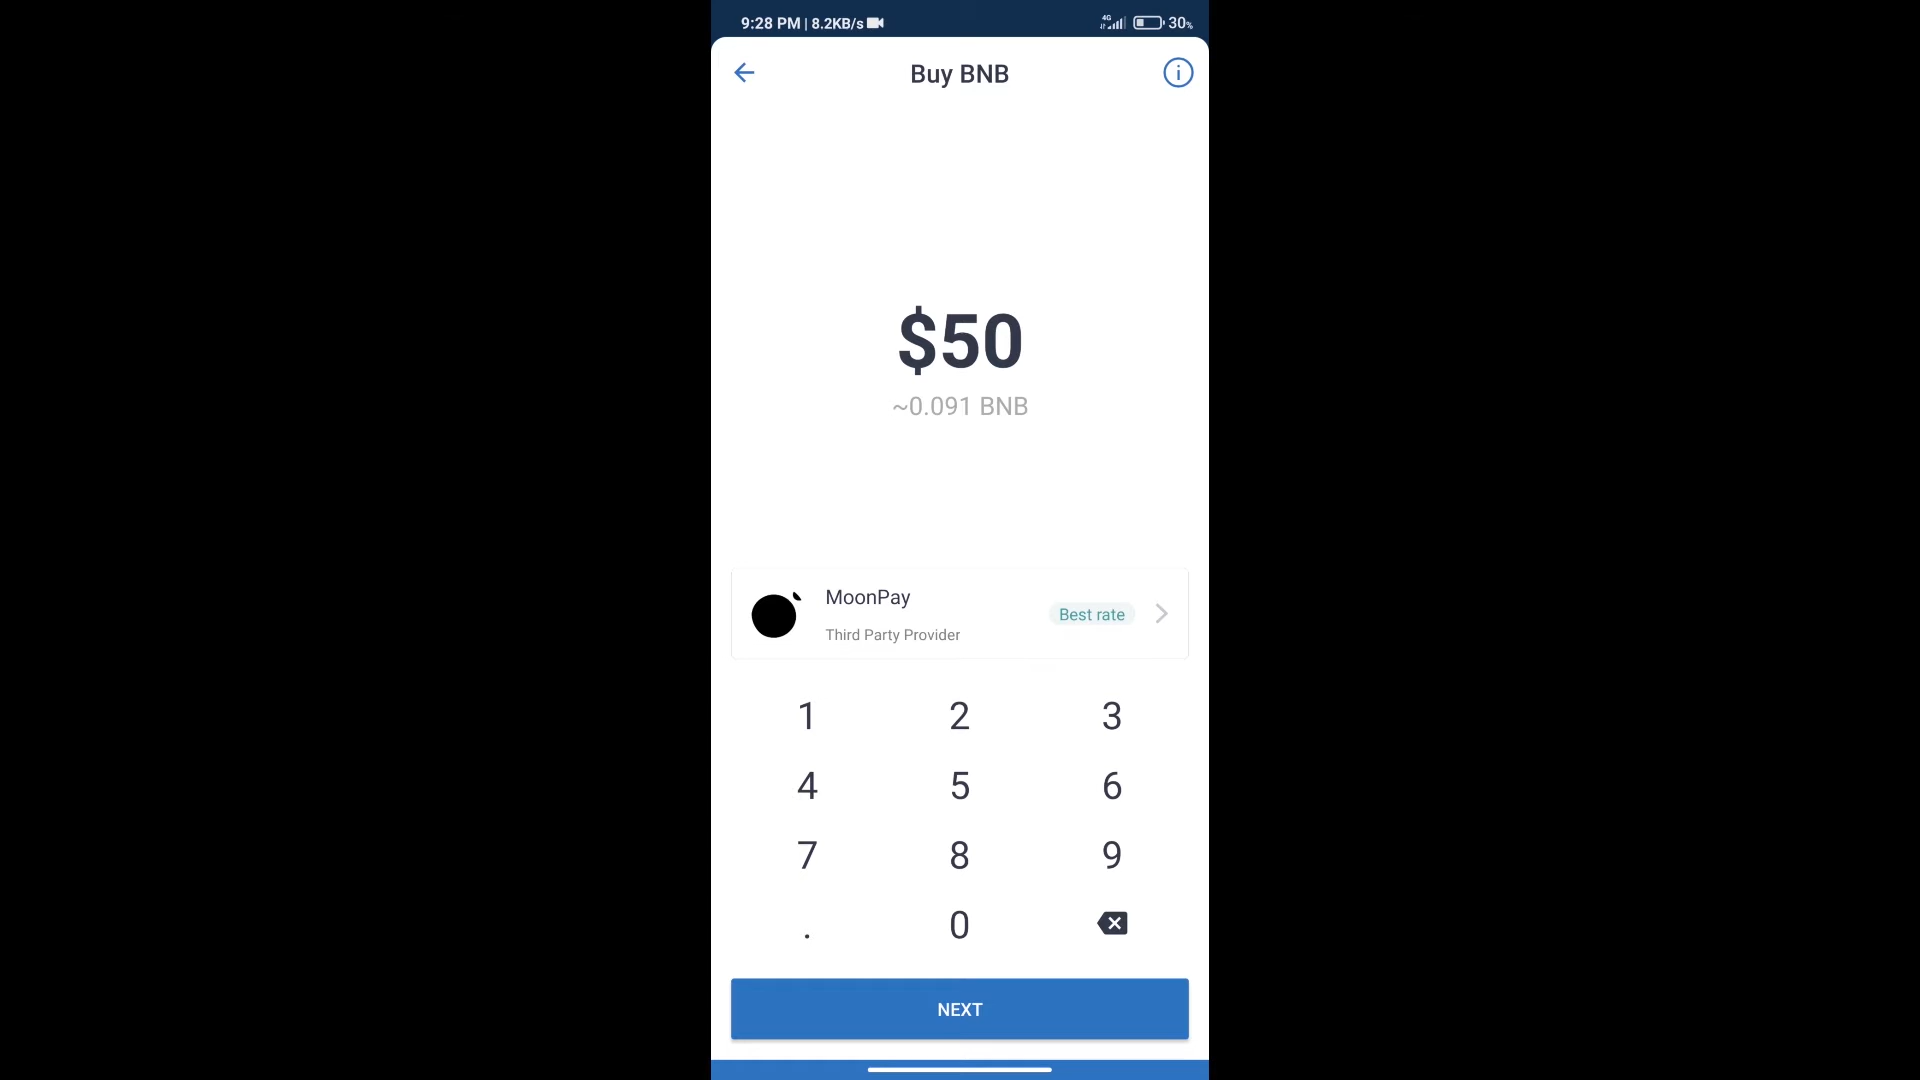 9:28 PM | 8.2KB/s 4G 30%
Buy BNB
$50
~0.091 BNB
MoonPay
Third Party Provider
Best rate
1 2 3
4 5 6
7 8 9
. 0
NEXT